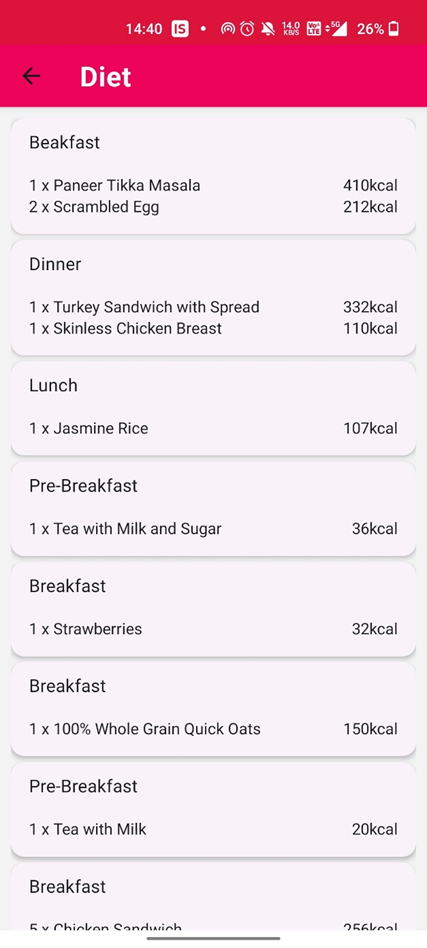 14:40 IS 14.0 KB/S Vo) LTE 5G 26%
Diet
Beakfast
1 x Paneer Tikka Masala 410kcal
2 x Scrambled Egg 212kcal
Dinner
1 x Turkey Sandwich with Spread 332kcal
1 x Skinless Chicken Breast 110kcal
Lunch
1 x Jasmine Rice 107kcal
Pre-Breakfast
1 x Tea with Milk and Sugar 36kcal
Breakfast
1 x Strawberries 32kcal
Breakfast
1 x 100% Whole Grain Quick Oats 150kcal
Pre-Breakfast
1 x Tea with Milk 20kcal
Breakfast
5 x Chicken Sandwich 256kcal